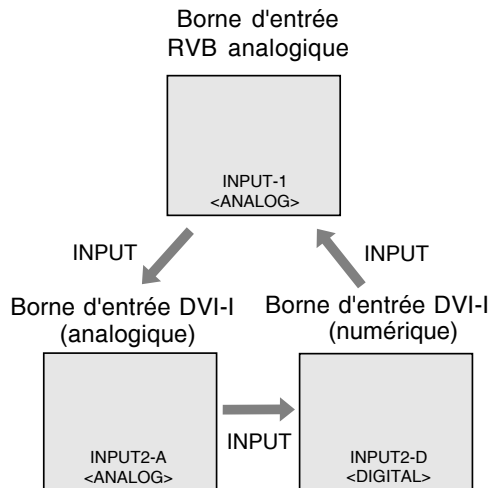 Borne d'entrée
RVB analogique
INPUT-1
<ANALOG>
INPUT
INPUT
Borne d'entrée DVI-I
(analogique)
Borne d'entrée DVI-I
(numérique)
INPUT2-A
<ANALOG>
INPUT
INPUT2-D
<DIGITAL>